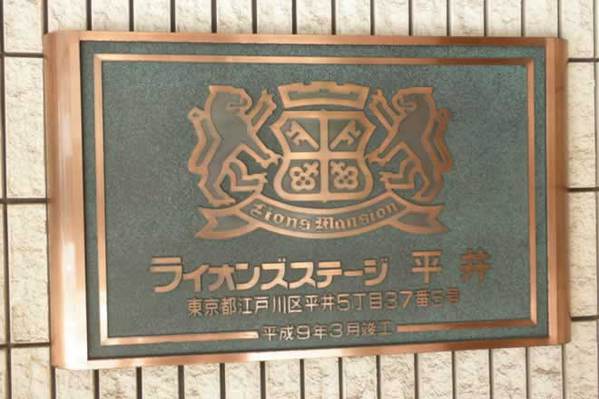 Lions Mansion
ライオンズステージ 平井
東京都江戸川区平井5丁目37番5号
平成9年3月竣工